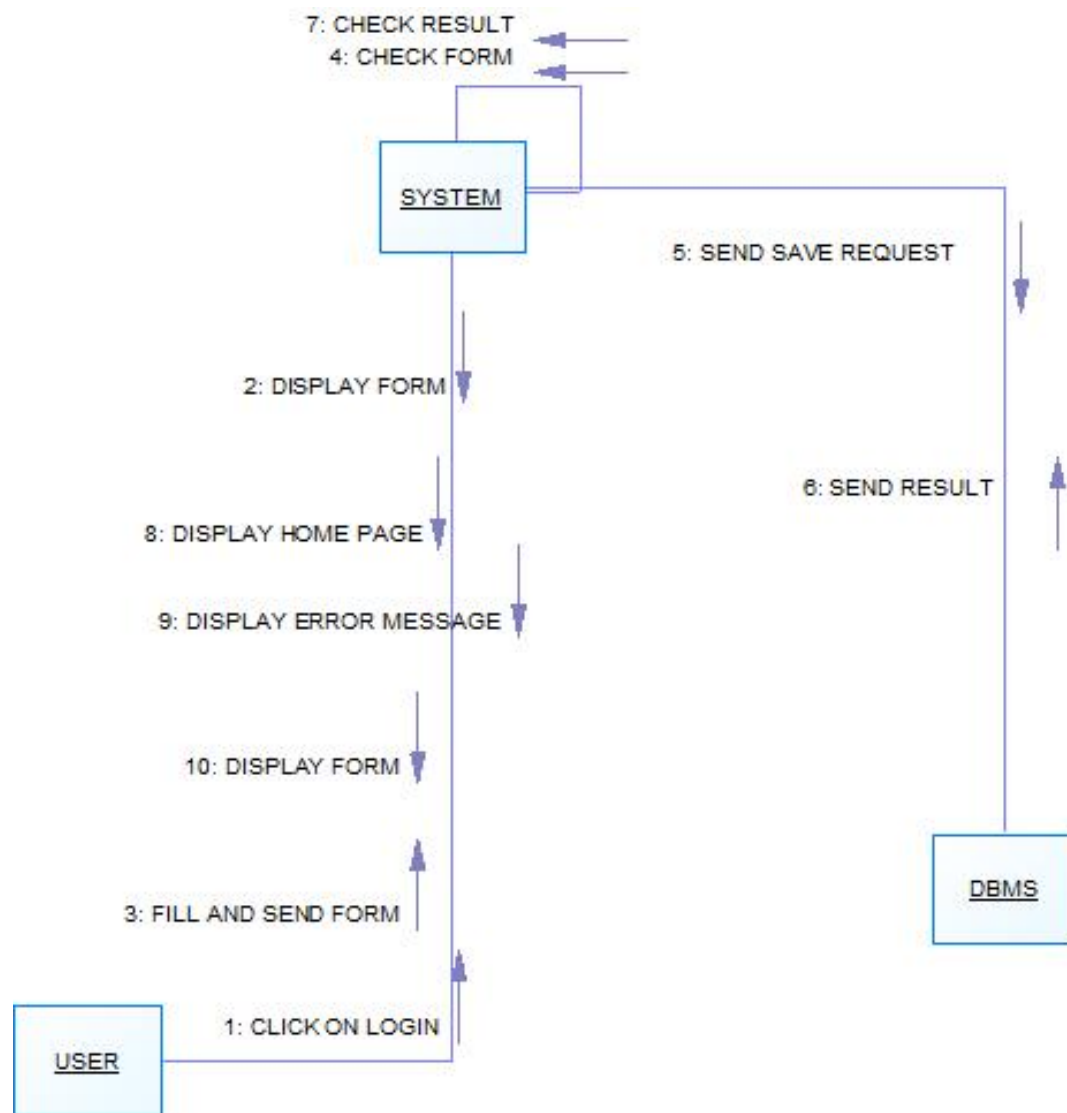 7: CHECK RESULT
4: CHECK FORM
SYSTEM
5: SEND SAVE REQUEST
2: DISPLAY FORM
6: SEND RESULT
8: DISPLAY HOME PAGE
9: DISPLAY ERROR MESSAGE
10: DISPLAY FORM
DBMS
3: FILL AND SEND FORM
1: CLICK ON LOGIN
USER